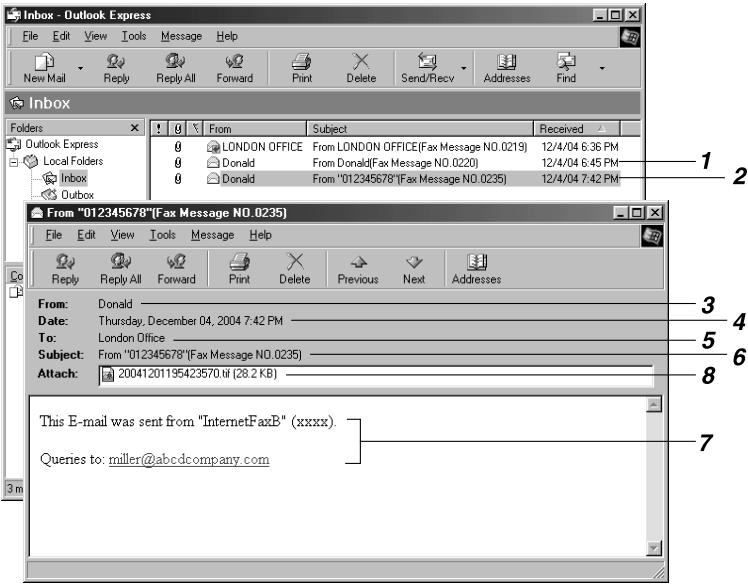 Inbox - Outlook Express
File Edit View Tools Message Help
New Mail Reply Reply All Forward Print Delete Send/Recv Addresses Find
Inbox
Folders x ! From Subject Received
Outlook Express LONDON OFFICE From LONDON OFFICE(Fax Message NO.0219) 12/4/04 6:36 PM
Local Folders Donald From Donald(Fax Message NO.0220) 12/4/04 6:45 PM 1
Inbox Donald From "012345678"(Fax Message NO.0235) 12/4/04 7:42 PM 2
Outbox
From "012345678"(Fax Message NO.0235)
File Edit View Tools Message Help
Reply Reply All Forward Print Delete Previous Next Addresses
From: Donald 3
Date: Thursday, December 04, 2004 7:42 PM 4
To: London Office 5
Subject: From "012345678"(Fax Message NO.0235) 6
Attach: 20041201195423570.tif (28.2 KB) 8
This E-mail was sent from "InternetFaxB" (xxxx).
7
Queries to: miller@abcdcompany.com
Co
3 m